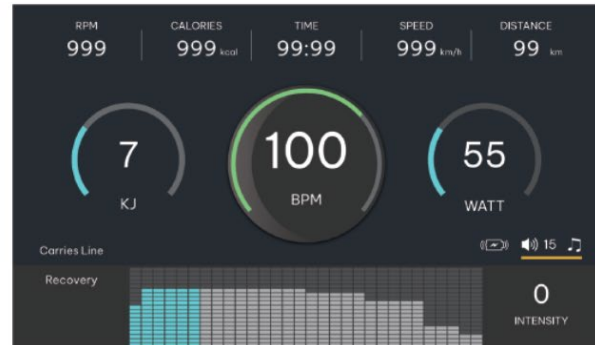 RPM CALORIES TIME SPEED DISTANCE
999 999 kcal 99:99 999 km/h 99 km
7 100 55
KJ BPM WATT
Carries Line 15
Recovery
0
INTENSITY